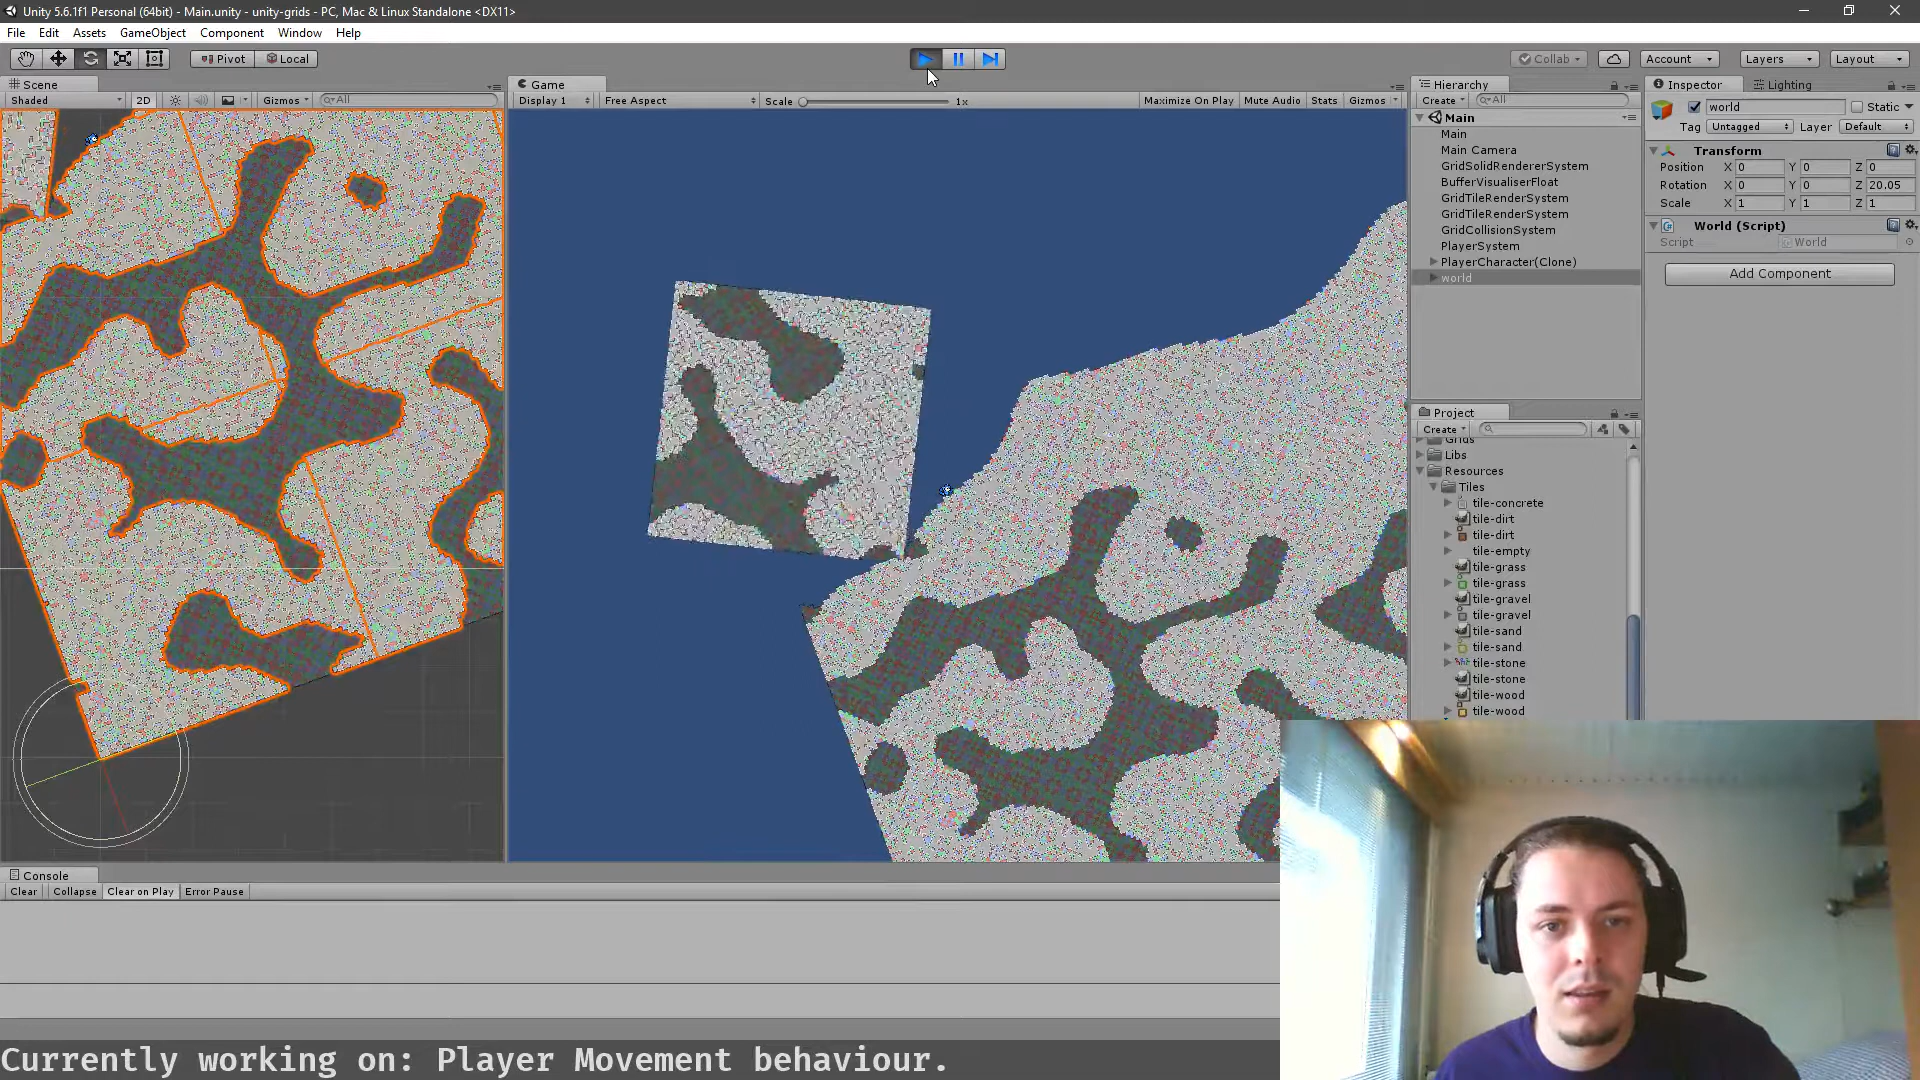 Unity 5.6.1f1 Personal (64bit) - Main.unity - unity-grids - PC, Mac & Linux Standalone <DX11>
File Edit Assets GameObject Component Window Help
Pivot Local Collab Account Layers Layout
Scene
Shaded 2D Gizmos All
Game
Display 1 Free Aspect Scale 1x Maximize On Play Mute Audio Stats Gizmos
Hierarchy
Create All
Main
Main
Main Camera
GridSolidRendererSystem
BufferVisualiserFloat
GridTileRenderSystem
GridTileRenderSystem
GridCollisionSystem
PlayerSystem
PlayerCharacter(Clone)
world
Project
Create
Grids
Libs
Resources
Tiles
tile-concrete
tile-dirt
tile-dirt
tile-empty
tile-grass
tile-grass
tile-gravel
tile-gravel
tile-sand
tile-sand
tile-stone
tile-stone
tile-wood
tile-wood
Inspector Lighting
world Static
Tag Untagged Layer Default
Transform
Position X 0 Y 0 Z 0
Rotation X 0 Y 0 Z 20.05
Scale X 1 Y 1 Z 1
World (Script)
Script World
Add Component
Console
Clear Collapse Clear on Play Error Pause
Currently working on: Player Movement behaviour.